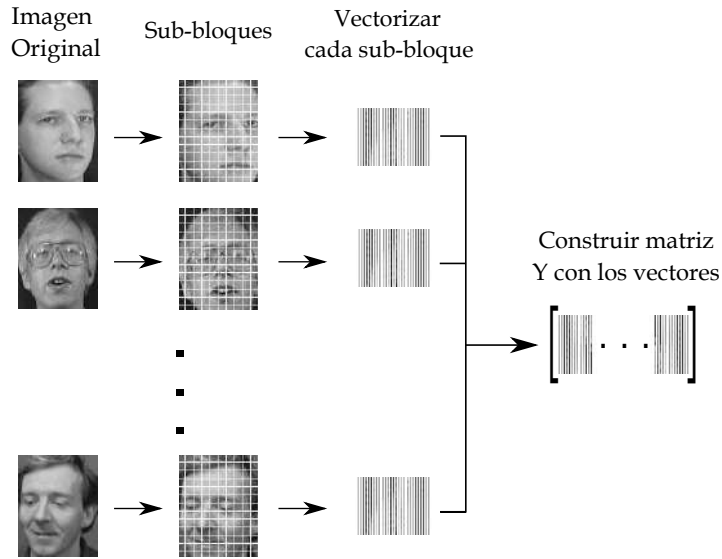 Imagen
Original
Sub-bloques
Vectorizar
cada sub-bloque
Construir matriz
Y con los vectores